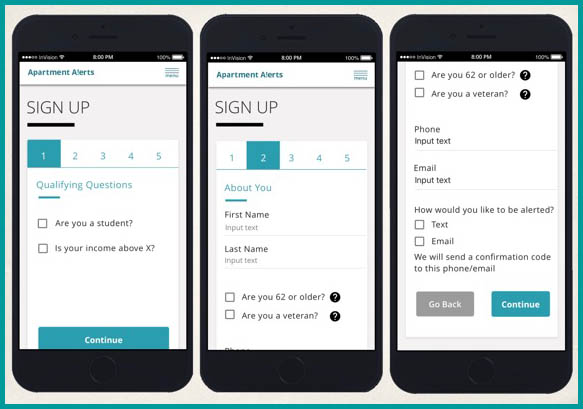 InVision 8:00 PM 100%
Apartment Alerts
menu
SIGN UP
1 2 3 4 5
Qualifying Questions
Are you a student?
Is your income above X?
Continue
InVision 8:00 PM 100%
Apartment Alerts
menu
SIGN UP
1 2 3 4 5
About You
First Name
Input text
Last Name
Input text
Are you 62 or older? ?
Are you a veteran? ?
Phone
InVision 8:00 PM 100%
Are you 62 or older? ?
Are you a veteran? ?
Phone
Input text
Email
Input text
How would you like to be alerted?
Text
Email
We will send a confirmation code
to this phone/email
Go Back Continue